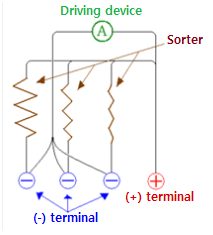 Driving device
A
Sorter
− − − +
(+) terminal
(-) terminal